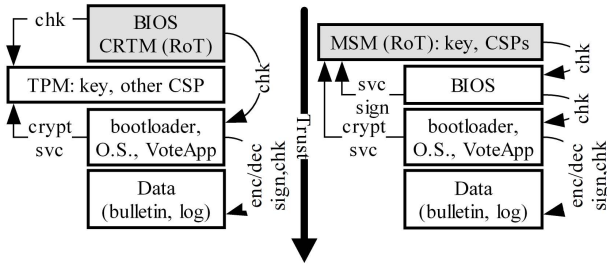 chk
BIOS
CRTM (RoT)
TPM: key, other CSP
chk
crypt
svc
bootloader,
O.S., VoteApp
enc/dec
sign,chk
Data
(bulletin, log)
Trust
MSM (RoT): key, CSPs
chk
svc
sign
BIOS
chk
crypt
svc
bootloader,
O.S., VoteApp
enc/dec
sign,chk
Data
(bulletin, log)